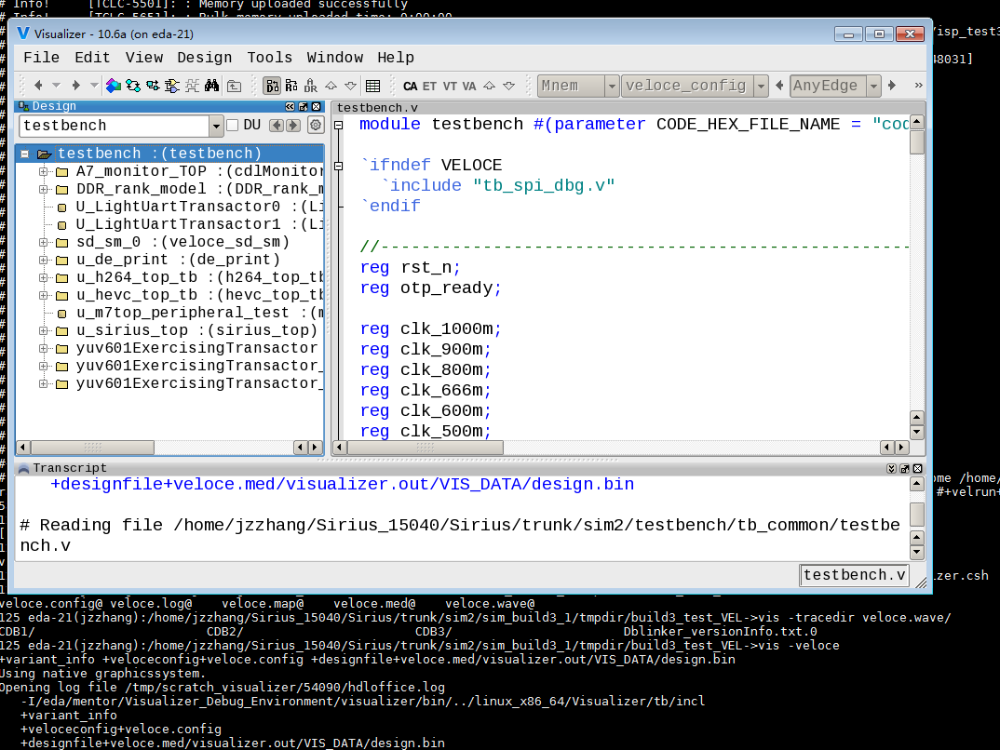 # Info!    [TCLC-5501]: : Memory uploaded successfully
# Info!    [TCLC-5651]: Bulk memory uploaded time: 0:00:00
Visualizer - 10.6a (on eda-21)
/isp_test3
48031]
File Edit View Design Tools Window Help
CA ET VT VA Mnem veloce_config AnyEdge »
Design
testbench DU
testbench :(testbench)
A7_monitor_TOP :(cdlMonitor
DDR_rank_model :(DDR_rank_m
U_LightUartTransactor0 :(Li
U_LightUartTransactor1 :(Li
sd_sm_0 :(veloce_sd_sm)
u_de_print :(de_print)
u_h264_top_tb :(h264_top_tb
u_hevc_top_tb :(hevc_top_tb
u_m7top_peripheral_test :(m
u_sirius_top :(sirius_top)
yuv601ExercisingTransactor
yuv601ExercisingTransactor_
yuv601ExercisingTransactor_
testbench.v
module testbench #(parameter CODE_HEX_FILE_NAME = "cod
`ifndef VELOCE
`include "tb_spi_dbg.v"
`endif
//----------------------------------------------------
reg rst_n;
reg otp_ready;
reg clk_1000m;
reg clk_900m;
reg clk_800m;
reg clk_666m;
reg clk_600m;
reg clk_500m;
Transcript
+designfile+veloce.med/visualizer.out/VIS_DATA/design.bin
# Reading file /home/jzzhang/Sirius_15040/Sirius/trunk/sim2/testbench/tb_common/testbe
nch.v
ome /home/
#+velrun+
testbench.v
izer.csh
veloce.config@ veloce.log@ veloce.map@ veloce.med@ veloce.wave@
125 eda-21(jzzhang):/home/jzzhang/Sirius_15040/Sirius/trunk/sim2/sim_build3_1/tmpdir/build3_test_VEL->vis -tracedir veloce.wave/
CDB1/ CDB2/ CDB3/ Dblinker_versionInfo.txt.0
125 eda-21(jzzhang):/home/jzzhang/Sirius_15040/Sirius/trunk/sim2/sim_build3_1/tmpdir/build3_test_VEL->vis -veloce
+variant_info +veloceconfig+veloce.config +designfile+veloce.med/visualizer.out/VIS_DATA/design.bin
Using native graphicssystem.
Opening log file /tmp/scratch_visualizer/54090/hdloffice.log
-I/eda/mentor/Visualizer_Debug_Environment/visualizer/bin/../linux_x86_64/Visualizer/tb/incl
+variant_info
+veloceconfig+veloce.config
+designfile+veloce.med/visualizer.out/VIS_DATA/design.bin